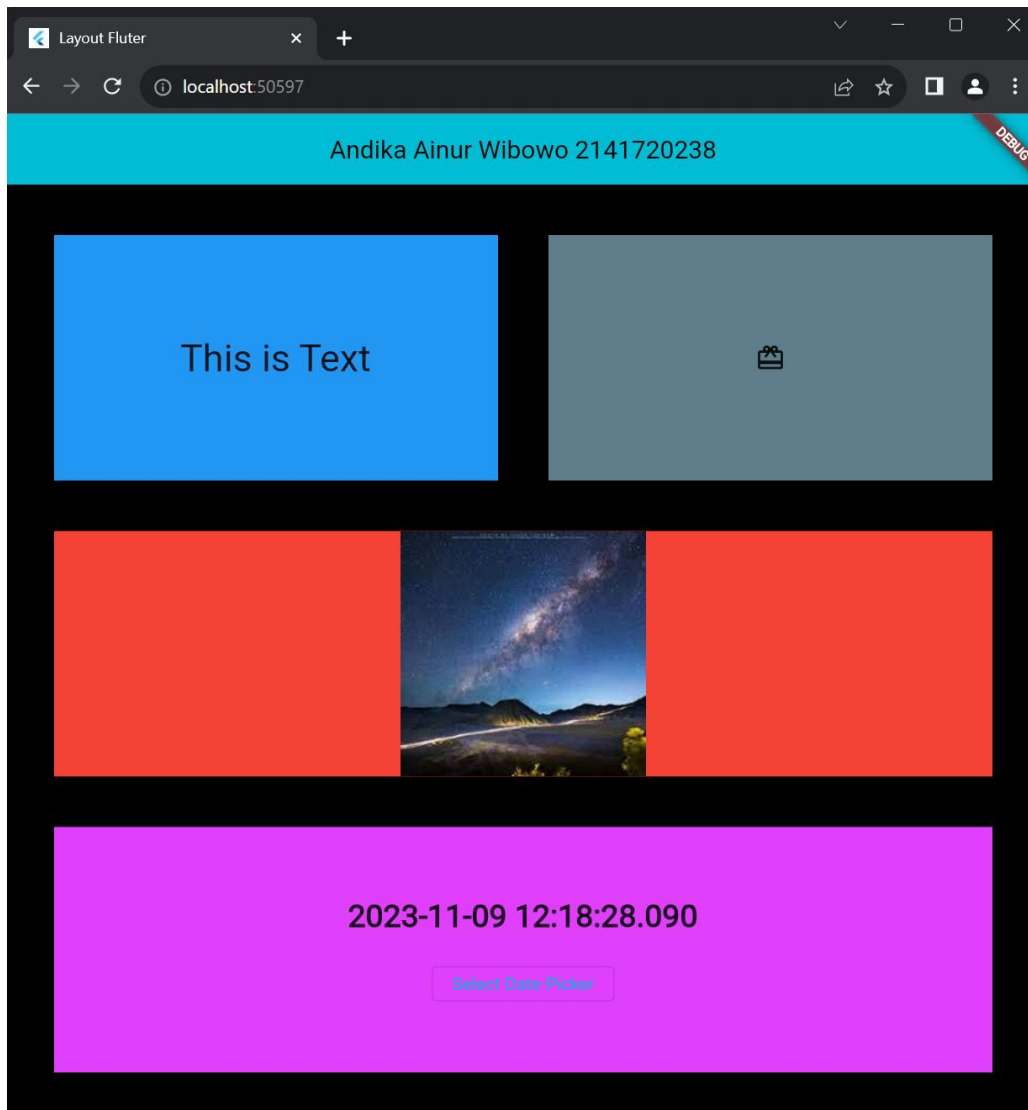 Layout Fluter
localhost:50597
Andika Ainur Wibowo 2141720238
DEBUG
This is Text
2023-11-09 12:18:28.090
Select Date Picker